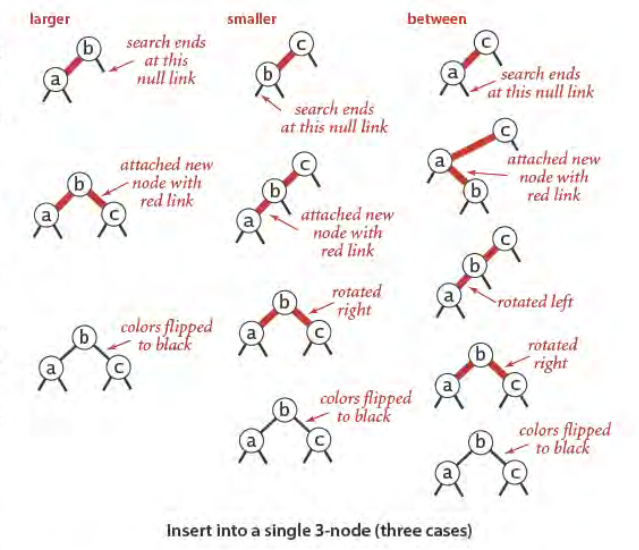 larger
b
a
search ends
at this
null link
b
a
c
attached new
node with
red link
b
a
c
colors flipped
to black
smaller
c
b
search ends
at this null link
c
b
a
attached new
node with
red link
b
a
c
rotated
right
b
a
c
colors flipped
to black
between
c
a
search ends
at this null link
c
a
b
attached new
node with
red link
c
b
a
rotated left
b
a
c
rotated
right
b
a
c
colors flipped
to black
Insert into a single 3-node (three cases)